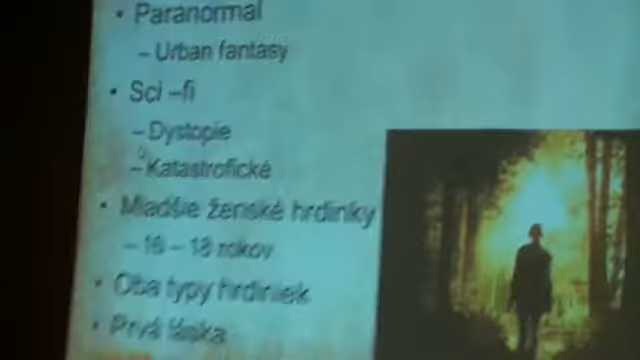 • Paranormal
– Urban fantasy
• Sci –fi
– Dystopie
– Katastrofické
• Mladšie ženské hrdinky
– 16 – 18 rokov
• Oba typy hrdiniek
• Prvá láska